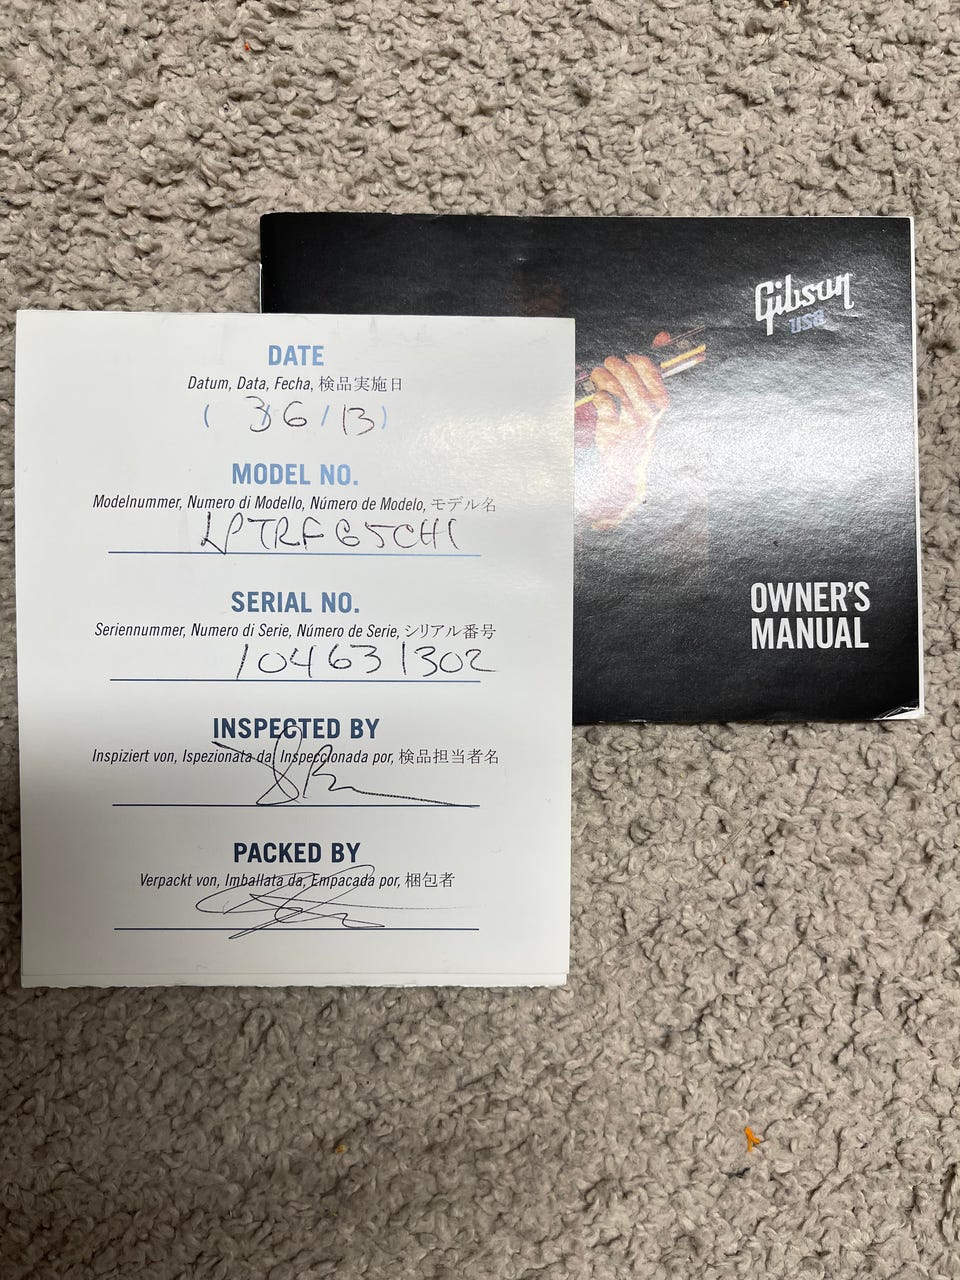 DATE
Datum, Data, Fecha, 検品実施日
( 3/6/13)
MODEL NO.
Modelnummer, Numero di Modello, Número de Modelo, モデル名
LPTRFG5CH1
SERIAL NO.
Seriennummer, Numero di Serie, Número de Serie, シリアル番号
104631302
INSPECTED BY
Inspiziert von, Ispezionata da, Inspeccionada por, 検品担当者名
PACKED BY
Verpackt von, Imballata da, Empacada por, 梱包者
Gibson
USA
OWNER'S
MANUAL